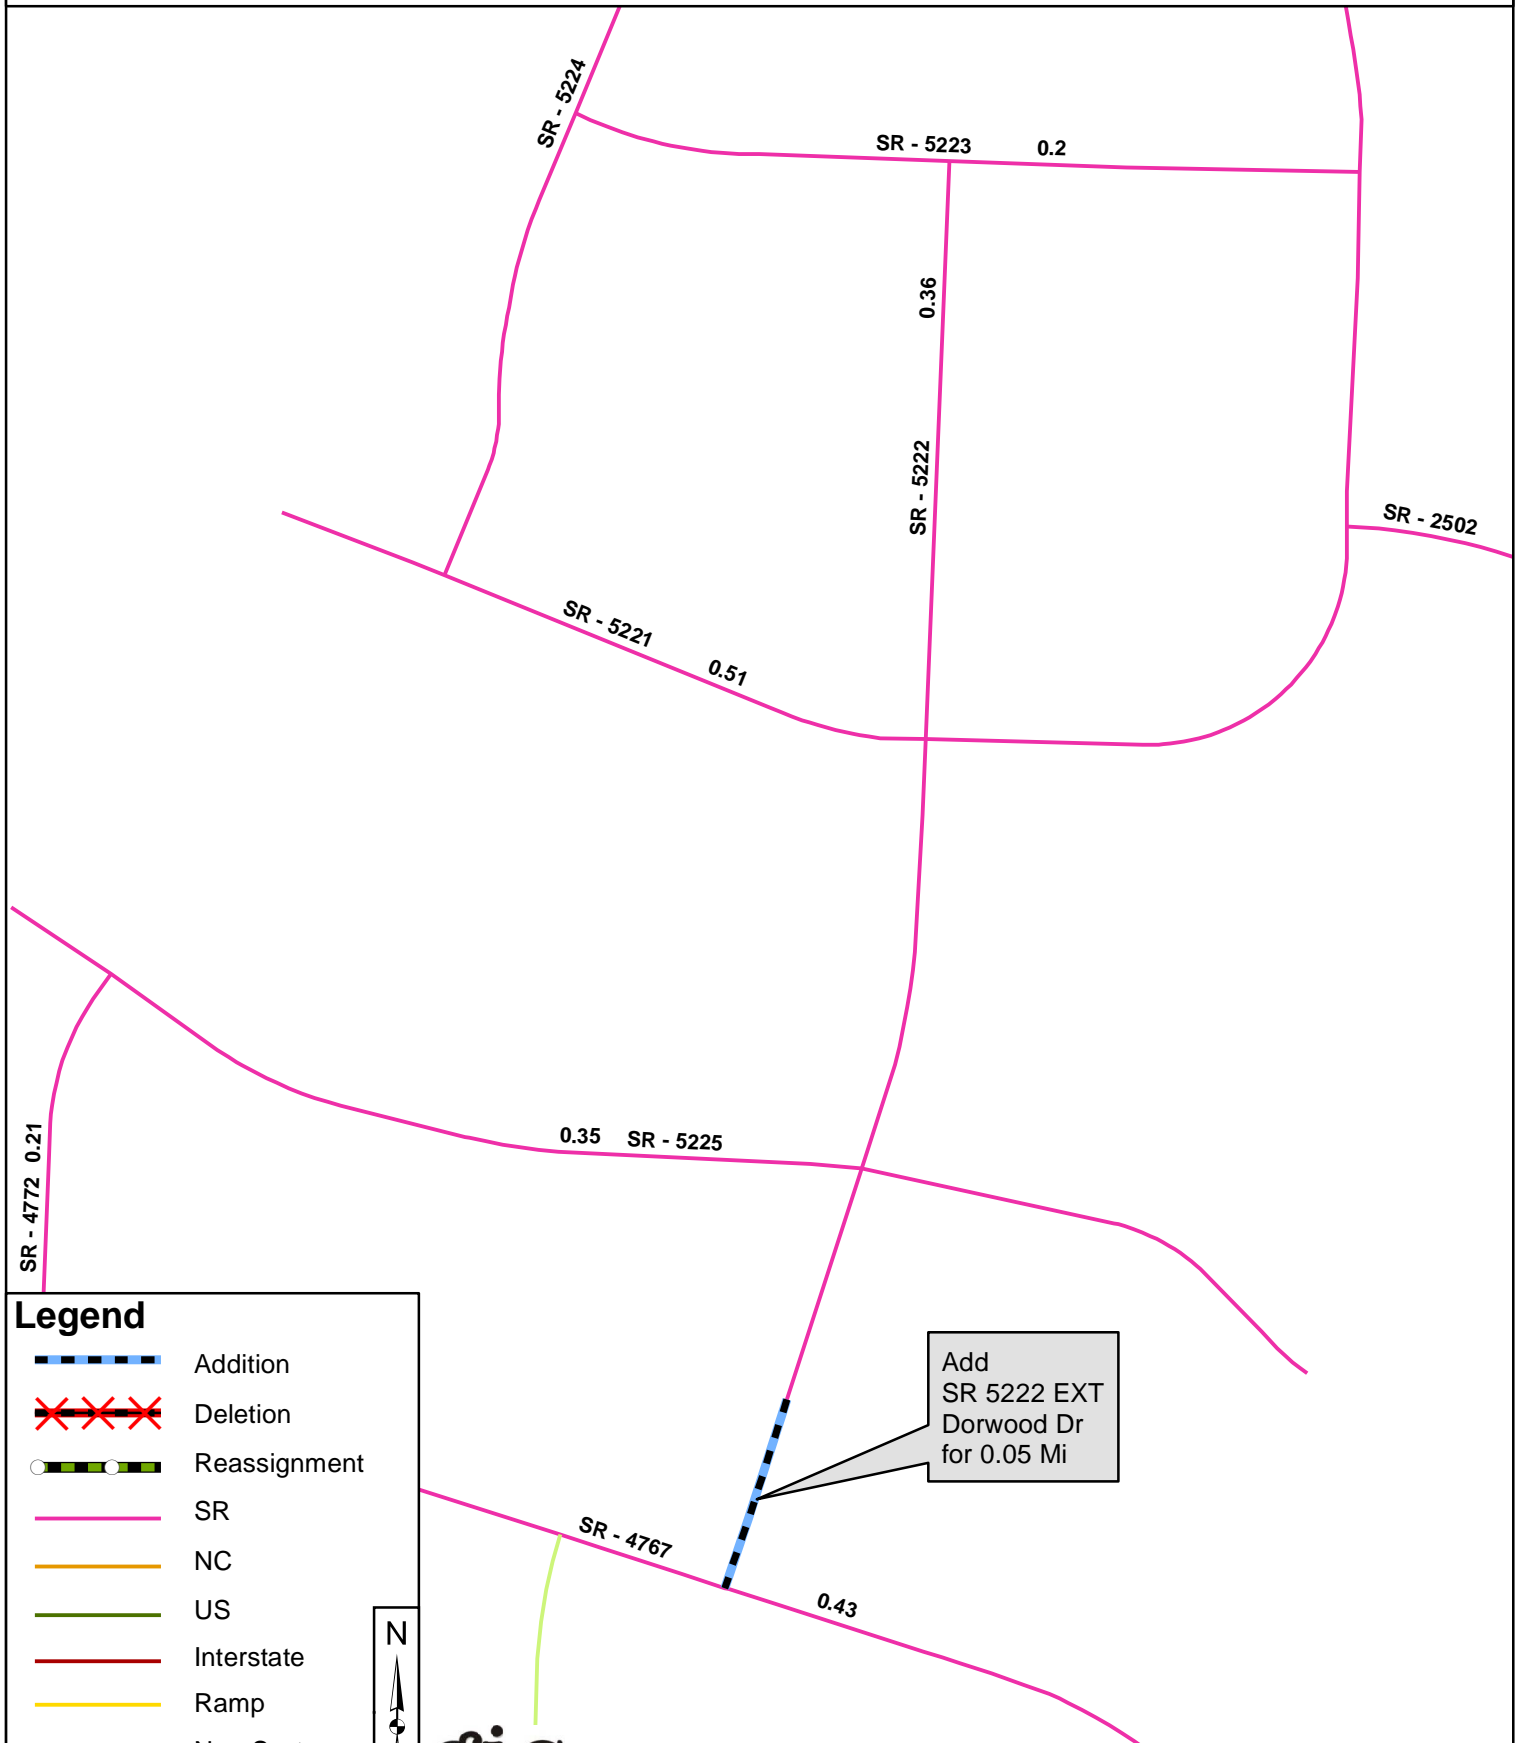 SR - 5224
SR - 5223 0.2
0.36
SR - 5222
SR - 2502
SR - 5221
0.51
0.35 SR - 5225
SR - 4772 0.21
Legend
Addition
Deletion
Reassignment
SR
NC
US
Interstate
Ramp
Add
SR 5222 EXT
Dorwood Dr
for 0.05 Mi
SR - 4767
0.43
N